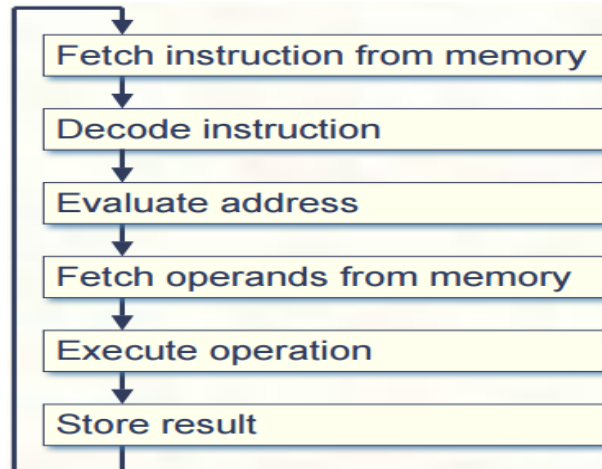 Fetch instruction from memory
Decode instruction
Evaluate address
Fetch operands from memory
Execute operation
Store result